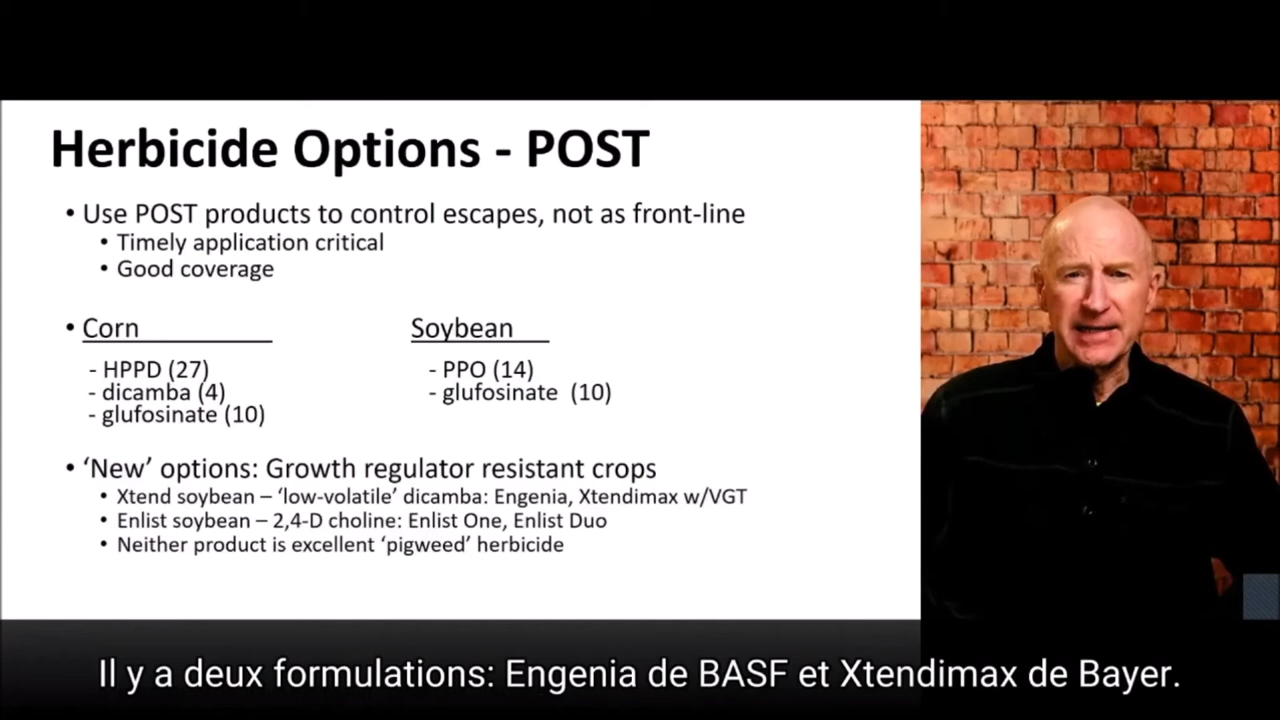 Herbicide Options - POST
• Use POST products to control escapes, not as front-line
• Timely application critical
• Good coverage
• Corn
Soybean
- HPPD (27)
- dicamba (4)
- glufosinate (10)
- PPO (14)
- glufosinate (10)
• ‘New’ options: Growth regulator resistant crops
• Xtend soybean – ‘low-volatile’ dicamba: Engenia, Xtendimax w/VGT
• Enlist soybean – 2,4-D choline: Enlist One, Enlist Duo
• Neither product is excellent ‘pigweed’ herbicide
Il y a deux formulations: Engenia de BASF et Xtendimax de Bayer.